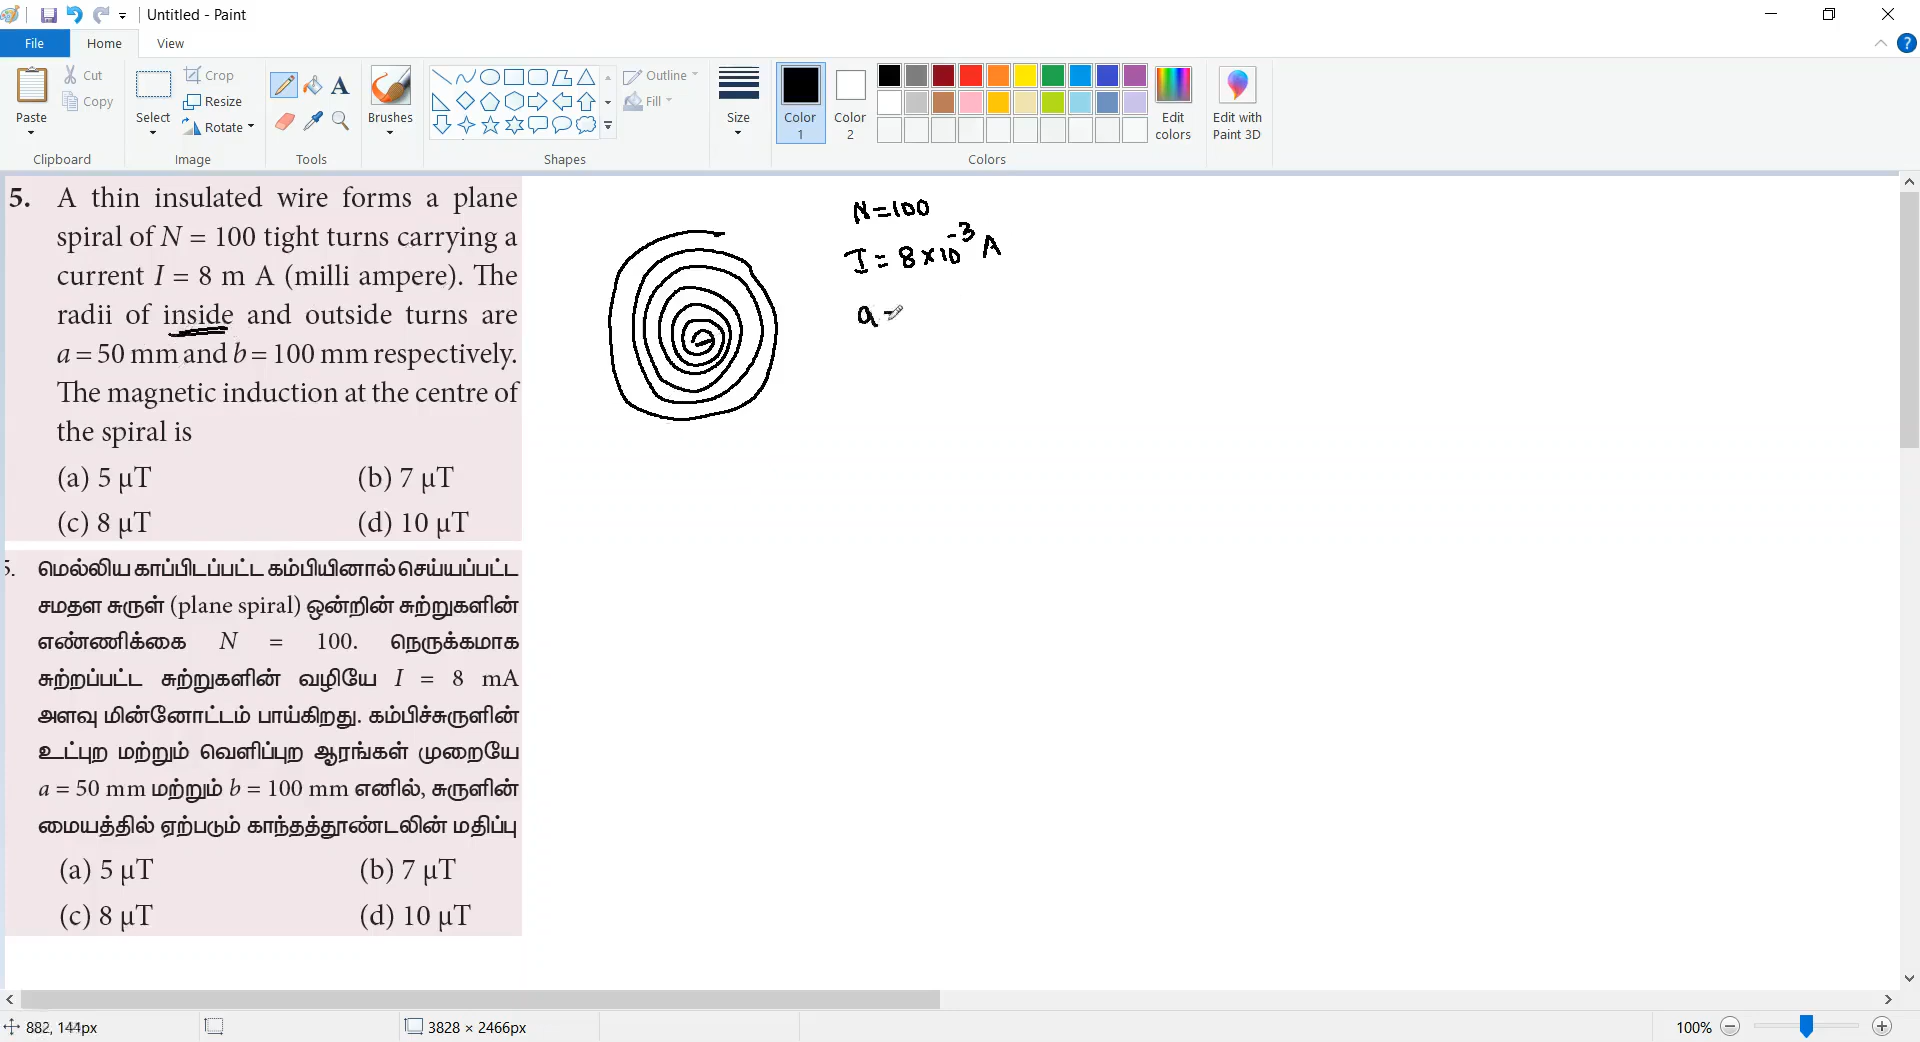 Untitled - Paint
File Home View
Paste
Cut
Copy
Clipboard
Select
Crop
Resize
Rotate
Image
Tools
Brushes
Shapes
Outline
Fill
Size
Color 1
Color 2
Colors
Edit colors
Edit with Paint 3D
5. A thin insulated wire forms a plane
spiral of N = 100 tight turns carrying a
current I = 8 m A (milli ampere). The
radii of inside and outside turns are
a = 50 mm and b = 100 mm respectively.
The magnetic induction at the centre of
the spiral is
(a) 5 μT (b) 7 μT
(c) 8 μT (d) 10 μT
5. மெல்லிய காப்பிடப்பட்ட கம்பியினால் செய்யப்பட்ட
சமதள சுருள் (plane spiral) ஒன்றின் சுற்றுகளின்
எண்ணிக்கை N = 100. நெருக்கமாக
சுற்றப்பட்ட சுற்றுகளின் வழியே I = 8 mA
அளவு மின்னோட்டம் பாய்கிறது. கம்பிச்சுருளின்
உட்புற மற்றும் வெளிப்புற ஆரங்கள் முறையே
a = 50 mm மற்றும் b = 100 mm எனில், சுருளின்
மையத்தில் ஏற்படும் காந்தத்தூண்டலின் மதிப்பு
(a) 5 μT (b) 7 μT
(c) 8 μT (d) 10 μT
N=100
I = 8×10⁻³ A
a -
882, 144px
3828 × 2466px
100%